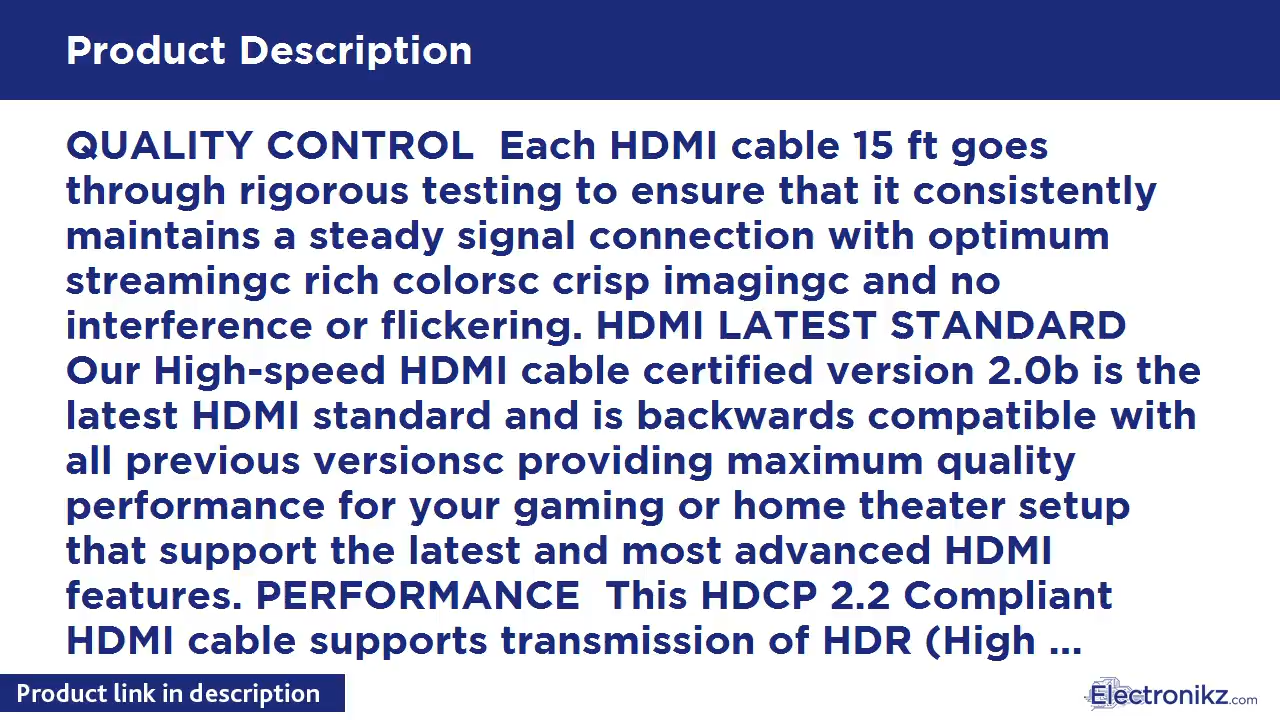 Product Description
QUALITY CONTROL  Each HDMI cable 15 ft goes
through rigorous testing to ensure that it consistently
maintains a steady signal connection with optimum
streamingc rich colorsc crisp imagingc and no
interference or flickering. HDMI LATEST STANDARD
Our High-speed HDMI cable certified version 2.0b is the
latest HDMI standard and is backwards compatible with
all previous versionsc providing maximum quality
performance for your gaming or home theater setup
that support the latest and most advanced HDMI
features. PERFORMANCE  This HDCP 2.2 Compliant
HDMI cable supports transmission of HDR (High ...
Product link in description
Electronikz.com